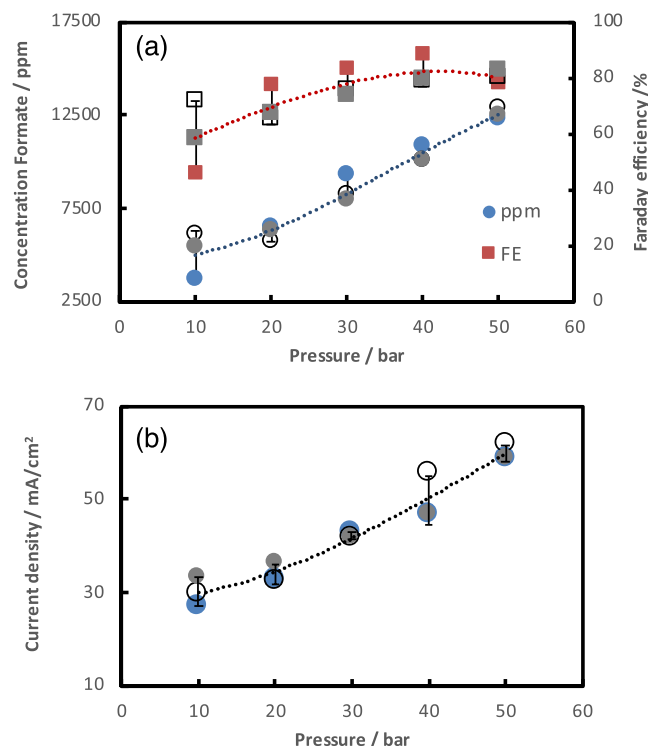 (a)
Concentration Formate / ppm
17500
12500
7500
2500
100
80
60
40
20
0
Faraday efficiency /%
ppm
FE
0 10 20 30 40 50 60
Pressure / bar
(b)
Current density / mA/cm²
70
50
30
10
0 10 20 30 40 50 60
Pressure / bar